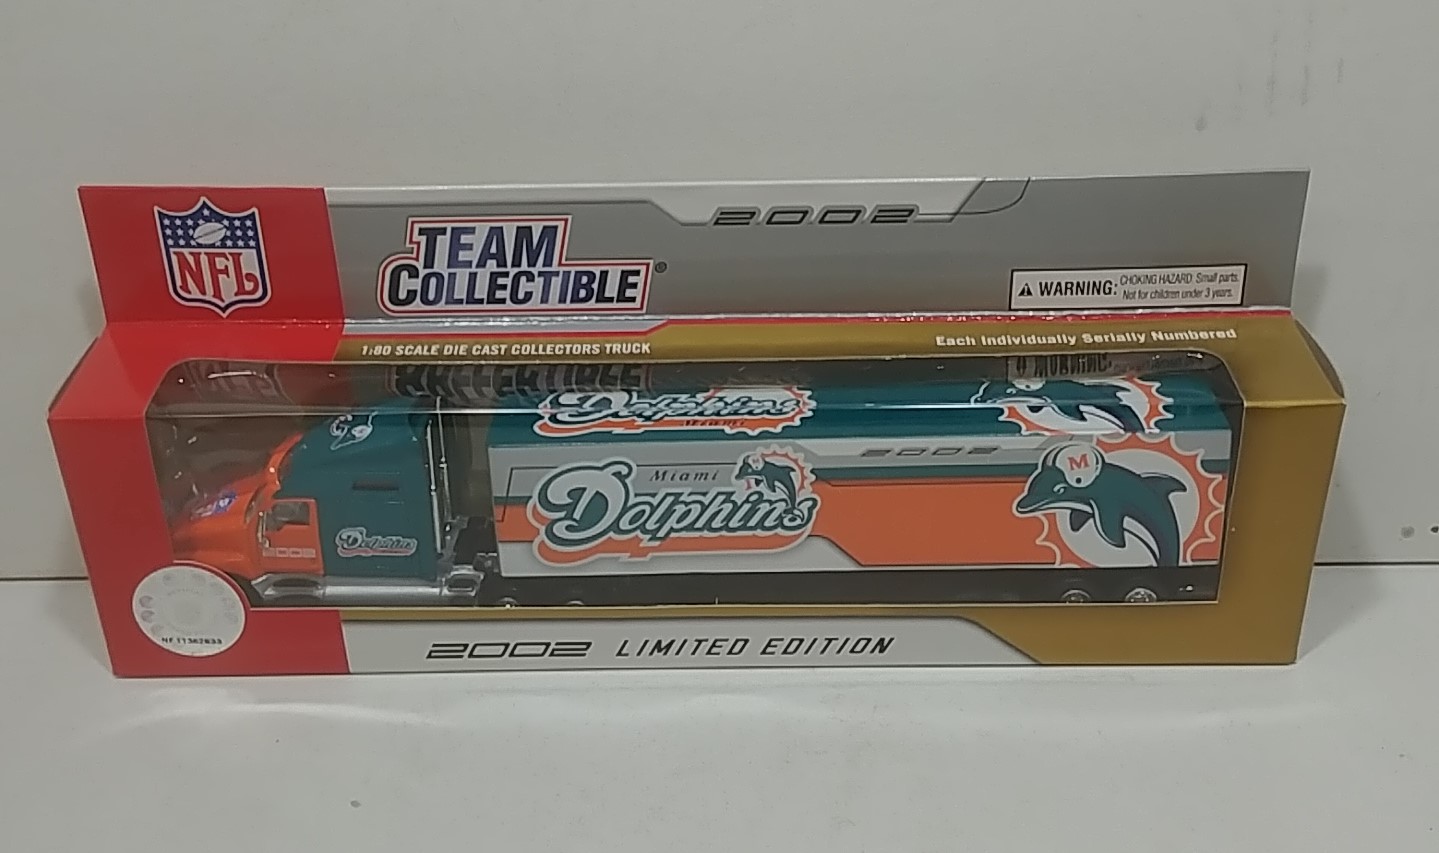 2002
NFL
TEAM
COLLECTIBLE®
WARNING: CHOKING HAZARD: Small parts.
Not for children under 3 years.
1:80 SCALE DIE CAST COLLECTORS TRUCK
Each Individually Serially Numbered
Dolphins
Miami
2002
Miami
Dolphins
M
M
2002
Dolphins
2002 LIMITED EDITION